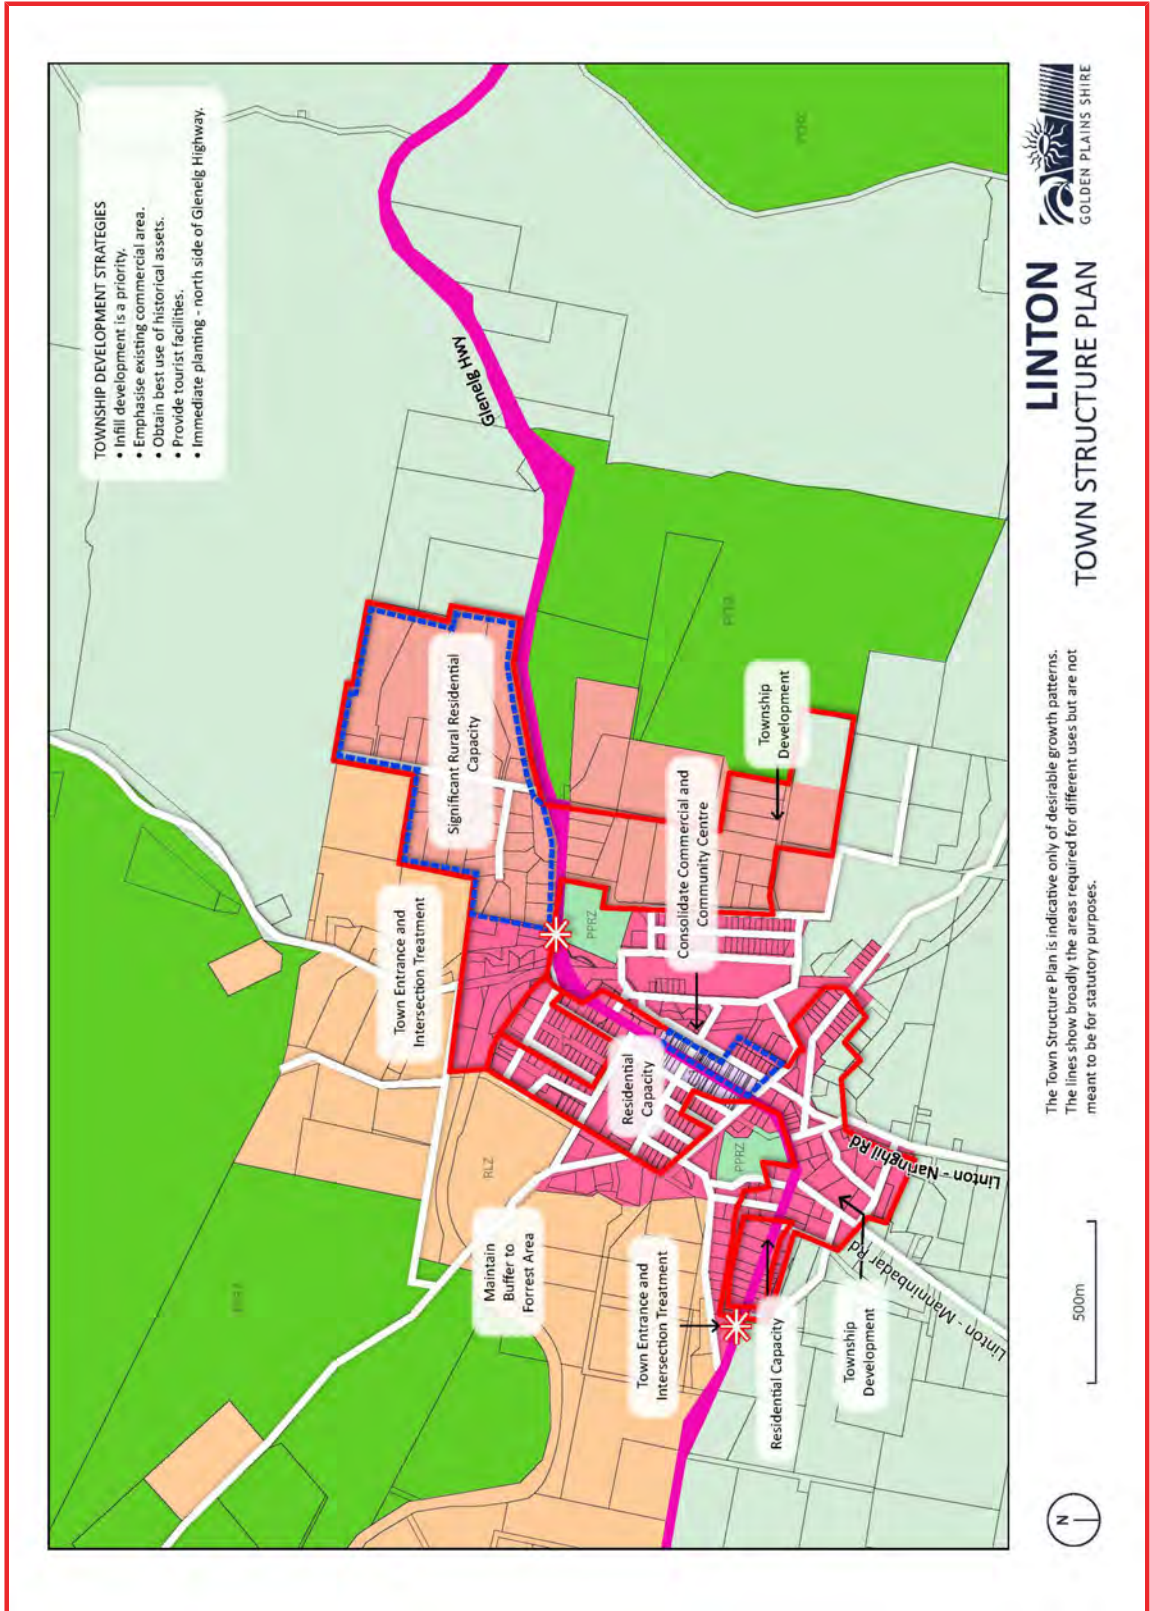 TOWNSHIP DEVELOPMENT STRATEGIES
• Infill development is a priority.
• Emphasise existing commercial area.
• Obtain best use of historical assets.
• Provide tourist facilities.
• Immediate planting - north side of Glenelg Highway.
Glenelg Hwy
Significant Rural Residential
Capacity
Town Entrance and
Intersection Treatment
Township
Development
Consolidate Commercial and
Community Centre
PPRZ
Residential
Capacity
PPRZ
RLZ
Maintain
Buffer to
Forrest Area
Town Entrance and
Intersection Treatment
Residential Capacity
Township
Development
Linton - Naringhil Rd
Linton - Manninbadar Rd
N
500m
The Town Structure Plan is indicative only of desirable growth patterns.
The lines show broadly the areas required for different uses but are not
meant to be for statutory purposes.
LINTON
TOWN STRUCTURE PLAN
GOLDEN PLAINS SHIRE